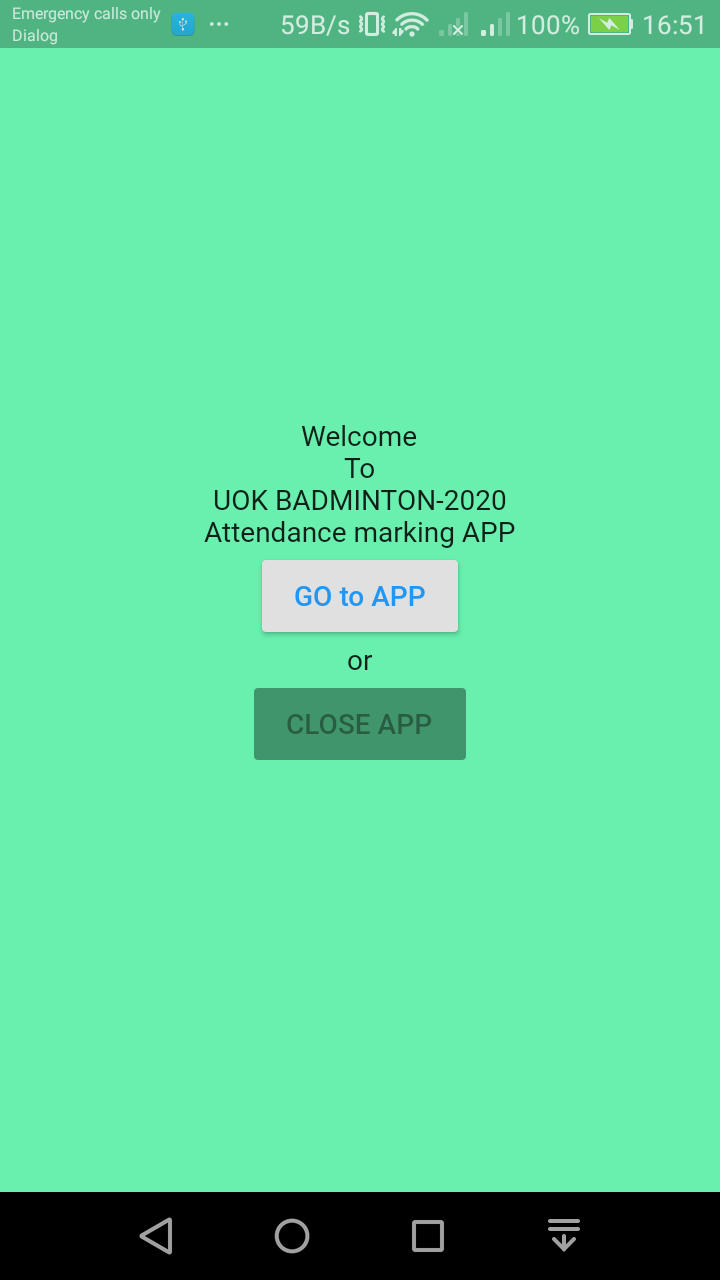 Emergency calls only
Dialog
59B/s
100%
16:51
Welcome
To
UOK BADMINTON-2020
Attendance marking APP
GO to APP
or
CLOSE APP